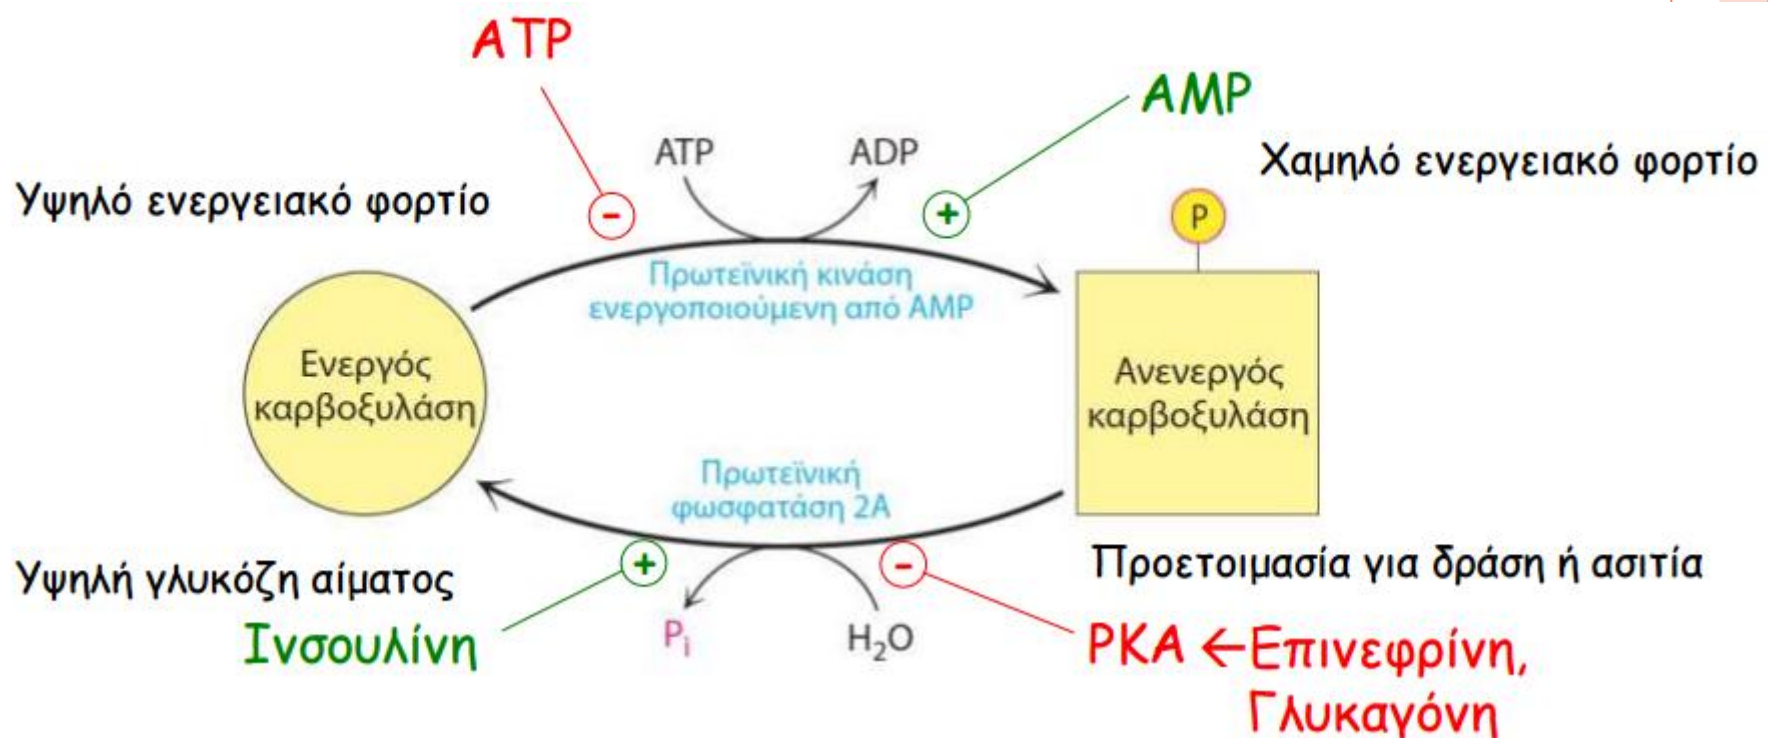 ATP
AMP
ATP
ADP
Χαμηλό ενεργειακό φορτίο
Υψηλό ενεργειακό φορτίο
-
+
P
Πρωτεϊνική κινάση
ενεργοποιούμενη από AMP
Ενεργός
καρβοξυλάση
Ανενεργός
καρβοξυλάση
Πρωτεϊνική
φωσφατάση 2Α
Υψηλή γλυκόζη αίματος
+
-
Προετοιμασία για δράση ή ασιτία
Ινσουλίνη
Pi
H2O
PKA ←Επινεφρίνη,
Γλυκαγόνη